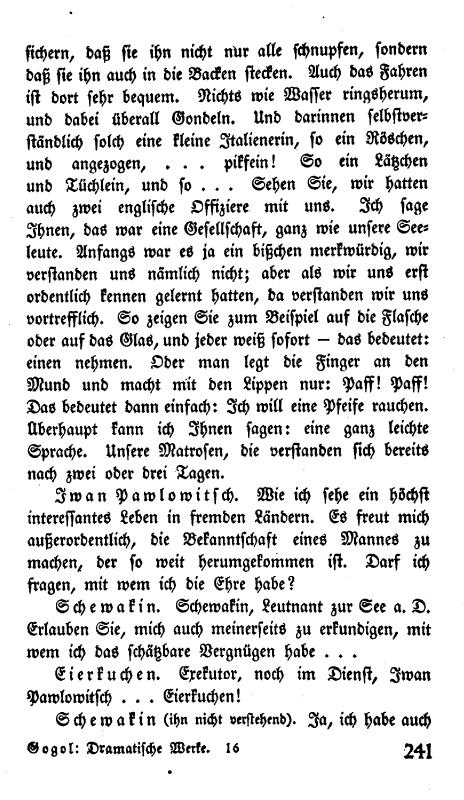 sichern, daß sie ihn nicht nur alle schnupfen, sondern
daß sie ihn auch in die Backen stecken. Auch das Fahren
ist dort sehr bequem. Nichts wie Wasser ringsherum,
und dabei überall Gondeln. Und darinnen selbstver-
ständlich solch eine kleine Italienerin, so ein Röschen,
und angezogen, . . . pikfein! So ein Lätzchen
und Tüchlein, und so . . . Sehen Sie, wir hatten
auch zwei englische Offiziere mit uns. Ich sage
Ihnen, das war eine Gesellschaft, ganz wie unsere See-
leute. Anfangs war es ja ein bißchen merkwürdig, wir
verstanden uns nämlich nicht; aber als wir uns erst
ordentlich kennen gelernt hatten, da verstanden wir uns
vortrefflich. So zeigen Sie zum Beispiel auf die Flasche
oder auf das Glas, und jeder weiß sofort — das bedeutet:
einen nehmen. Oder man legt die Finger an den
Mund und macht mit den Lippen nur: Paff! Paff!
Das bedeutet dann einfach: Ich will eine Pfeife rauchen.
Überhaupt kann ich Ihnen sagen: eine ganz leichte
Sprache. Unsere Matrosen, die verstanden sich bereits
nach zwei oder drei Tagen.
Iwan Pawlowitsch. Wie ich sehe ein höchst
interessantes Leben in fremden Ländern. Es freut mich
außerordentlich, die Bekanntschaft eines Mannes zu
machen, der so weit herumgekommen ist. Darf ich
fragen, mit wem ich die Ehre habe?
Schewakin. Schewakin, Leutnant zur See a. D.
Erlauben Sie, mich auch meinerseits zu erkundigen, mit
wem ich das schätzbare Vergnügen habe . . .
Eierkuchen. Exekutor, noch im Dienst, Iwan
Pawlowitsch . . . Eierkuchen!
Schewakin (ihn nicht verstehend). Ja, ich habe auch
Gogol: Dramatische Werke. 16 241